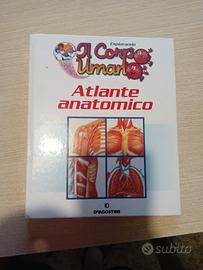 Esplorando
il Corpo
Umano
Atlante
anatomico
DeAGOSTINI
subito